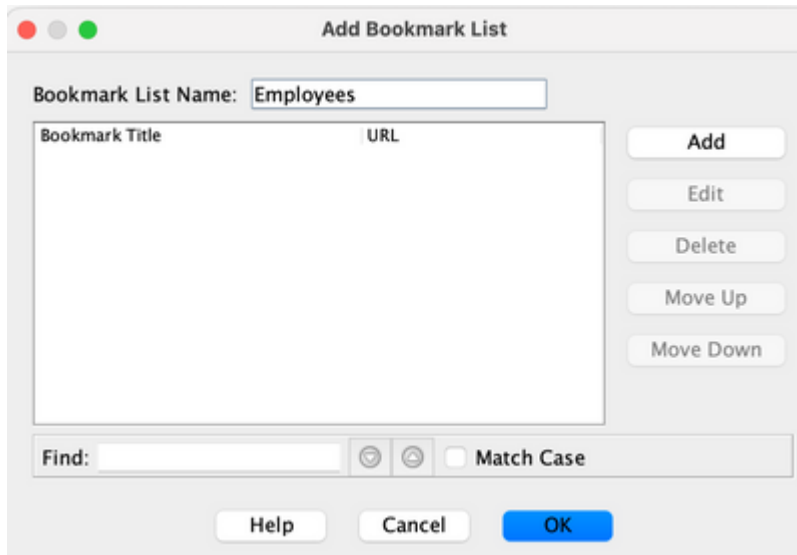 Add Bookmark List
Bookmark List Name: Employees
Bookmark Title URL
Add
Edit
Delete
Move Up
Move Down
Find: Match Case
Help Cancel OK